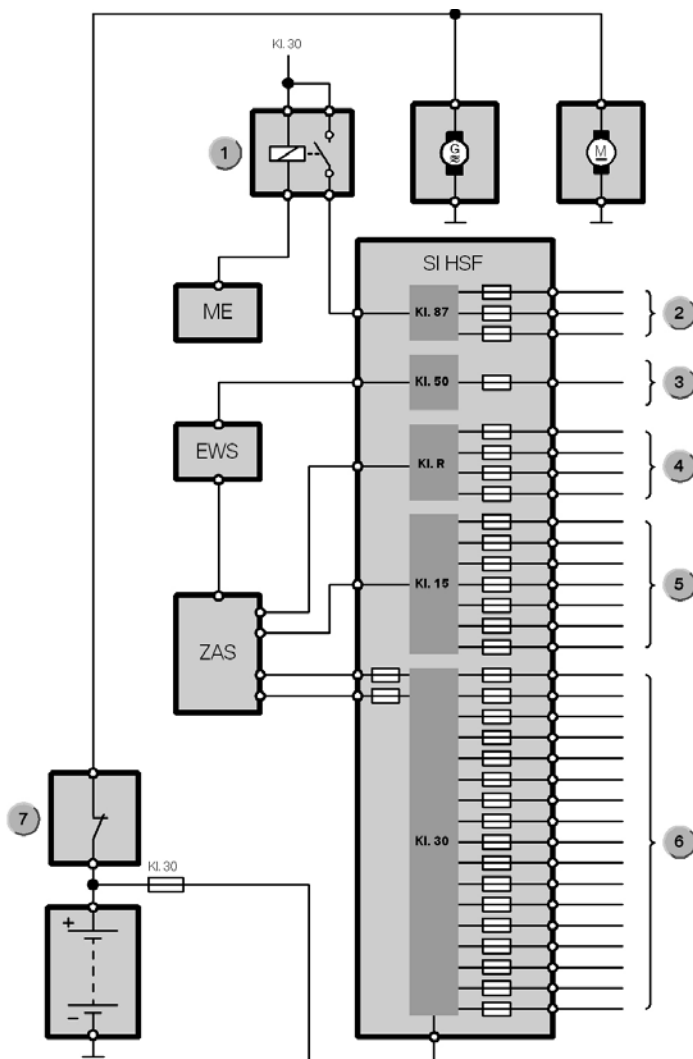 Kl. 30
1
G
M
SI HSF
ME
Kl. 87
2
Kl. 50
3
EWS
Kl. R
4
Kl. 15
5
ZAS
7
Kl. 30
Kl. 30
6
+
−